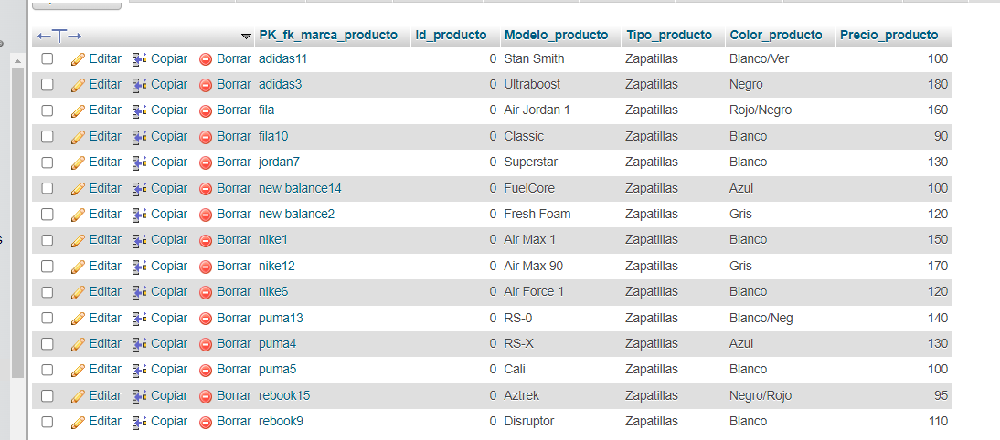 PK_fk_marca_producto Id_producto Modelo_producto Tipo_producto Color_producto Precio_producto
Editar Copiar Borrar adidas11 0 Stan Smith Zapatillas Blanco/Ver 100
Editar Copiar Borrar adidas3 0 Ultraboost Zapatillas Negro 180
Editar Copiar Borrar fila 0 Air Jordan 1 Zapatillas Rojo/Negro 160
Editar Copiar Borrar fila10 0 Classic Zapatillas Blanco 90
Editar Copiar Borrar jordan7 0 Superstar Zapatillas Blanco 130
Editar Copiar Borrar new balance14 0 FuelCore Zapatillas Azul 100
Editar Copiar Borrar new balance2 0 Fresh Foam Zapatillas Gris 120
Editar Copiar Borrar nike1 0 Air Max 1 Zapatillas Blanco 150
Editar Copiar Borrar nike12 0 Air Max 90 Zapatillas Gris 170
Editar Copiar Borrar nike6 0 Air Force 1 Zapatillas Blanco 120
Editar Copiar Borrar puma13 0 RS-0 Zapatillas Blanco/Neg 140
Editar Copiar Borrar puma4 0 RS-X Zapatillas Azul 130
Editar Copiar Borrar puma5 0 Cali Zapatillas Blanco 100
Editar Copiar Borrar rebook15 0 Aztrek Zapatillas Negro/Rojo 95
Editar Copiar Borrar rebook9 0 Disruptor Zapatillas Blanco 110